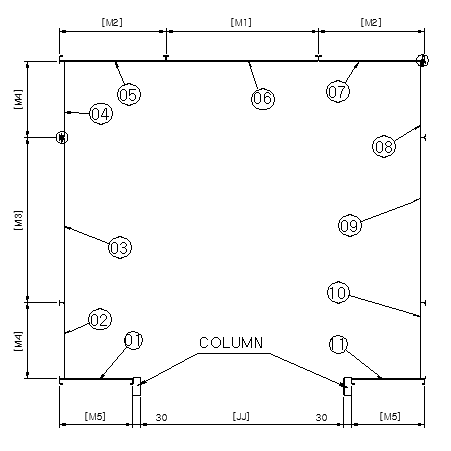 [M2] [M1] [M2]
05 06 07
[M4] 04
08
[M3] 03 09
02 10
[M4] 01 COLUMN 11
[M5] 30 [JJ] 30 [M5]